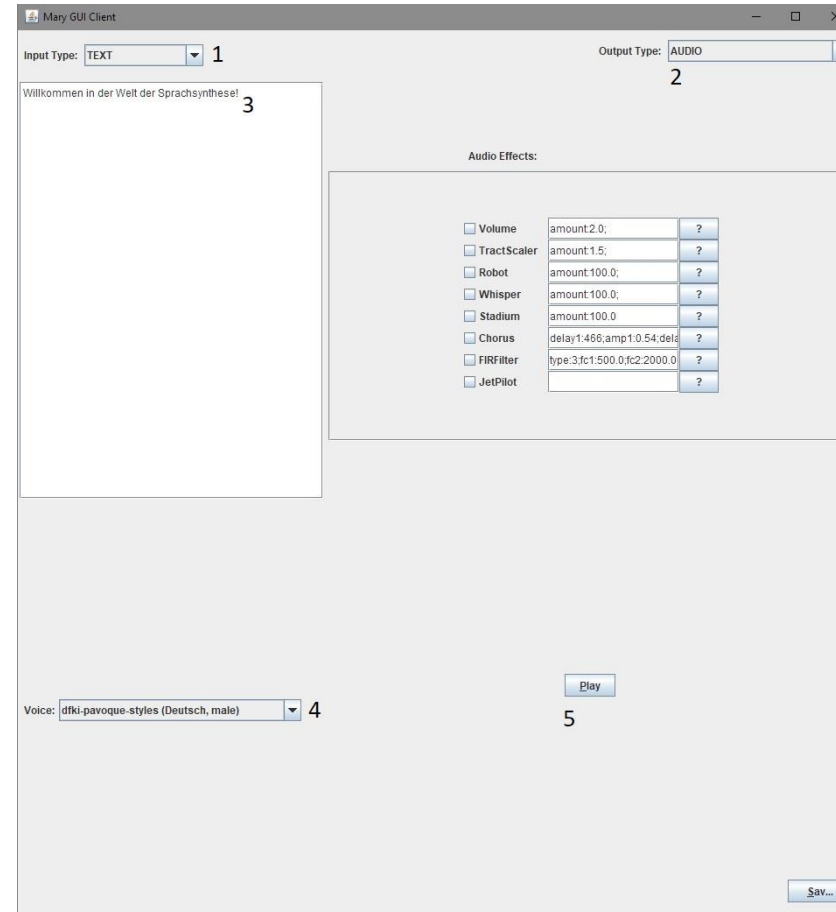 Mary GUI Client
Input Type: TEXT 1
Output Type: AUDIO
2
Willkommen in der Welt der Sprachsynthese!
3
Audio Effects:
Volume amount:2.0; ?
TractScaler amount:1.5; ?
Robot amount:100.0; ?
Whisper amount:100.0; ?
Stadium amount:100.0 ?
Chorus delay1:466;amp1:0.54;dela ?
FIRFilter type:3;fc1:500.0;fc2:2000.0 ?
JetPilot ?
Play
Voice: dfki-pavoque-styles (Deutsch, male) 4
5
Sav...